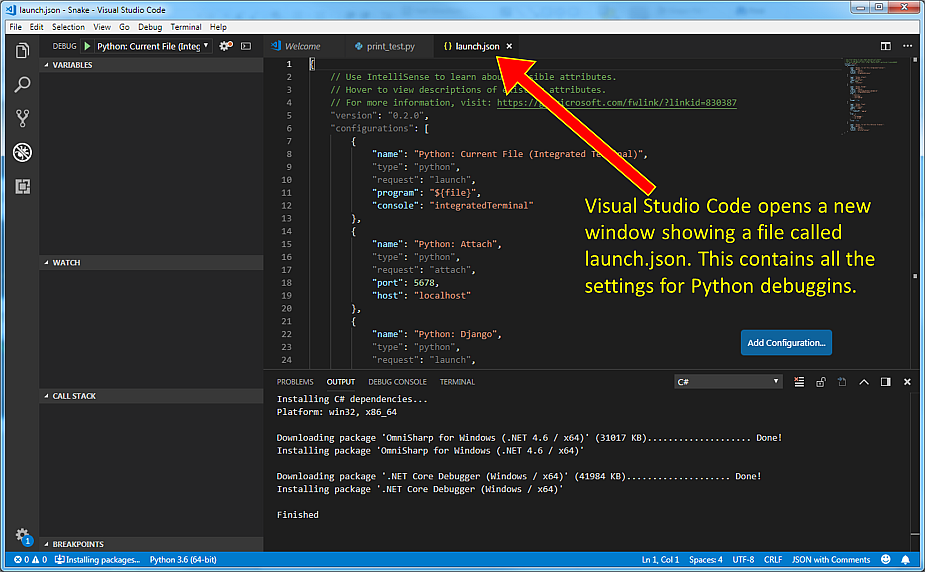 launch.json - Snake - Visual Studio Code
File Edit Selection View Go Debug Terminal Help
DEBUG Python: Current File (Integ
Welcome print_test.py { } launch.json ×
VARIABLES
WATCH
CALL STACK
BREAKPOINTS
1 {
2 // Use IntelliSense to learn about attributes.
3 // Hover to view descriptions of attributes.
4 // For more information, visit: https:// microsoft.com/fwlink/?linkid=830387
5 "version": "0.2.0",
6 "configurations": [
7 {
8 "name": "Python: Current File (Integrated Terminal)",
9 "type": "python",
10 "request": "launch",
11 "program": "${file}",
12 "console": "integratedTerminal"
13 },
14 {
15 "name": "Python: Attach",
16 "type": "python",
17 "request": "attach",
18 "port": 5678,
19 "host": "localhost"
20 },
21 {
22 "name": "Python: Django",
23 "type": "python",
24 "request": "launch",
Visual Studio Code opens a new
window showing a file called
launch.json. This contains all the
settings for Python debuggins.
Add Configuration...
PROBLEMS OUTPUT DEBUG CONSOLE TERMINAL C#
Installing C# dependencies...
Platform: win32, x86_64
Downloading package 'OmniSharp for Windows (.NET 4.6 / x64)' (31017 KB).................... Done!
Installing package 'OmniSharp for Windows (.NET 4.6 / x64)'
Downloading package '.NET Core Debugger (Windows / x64)' (41984 KB).................... Done!
Installing package '.NET Core Debugger (Windows / x64)'
Finished
1
0 0 Installing packages... Python 3.6 (64-bit) Ln 1, Col 1 Spaces: 4 UTF-8 CRLF JSON with Comments